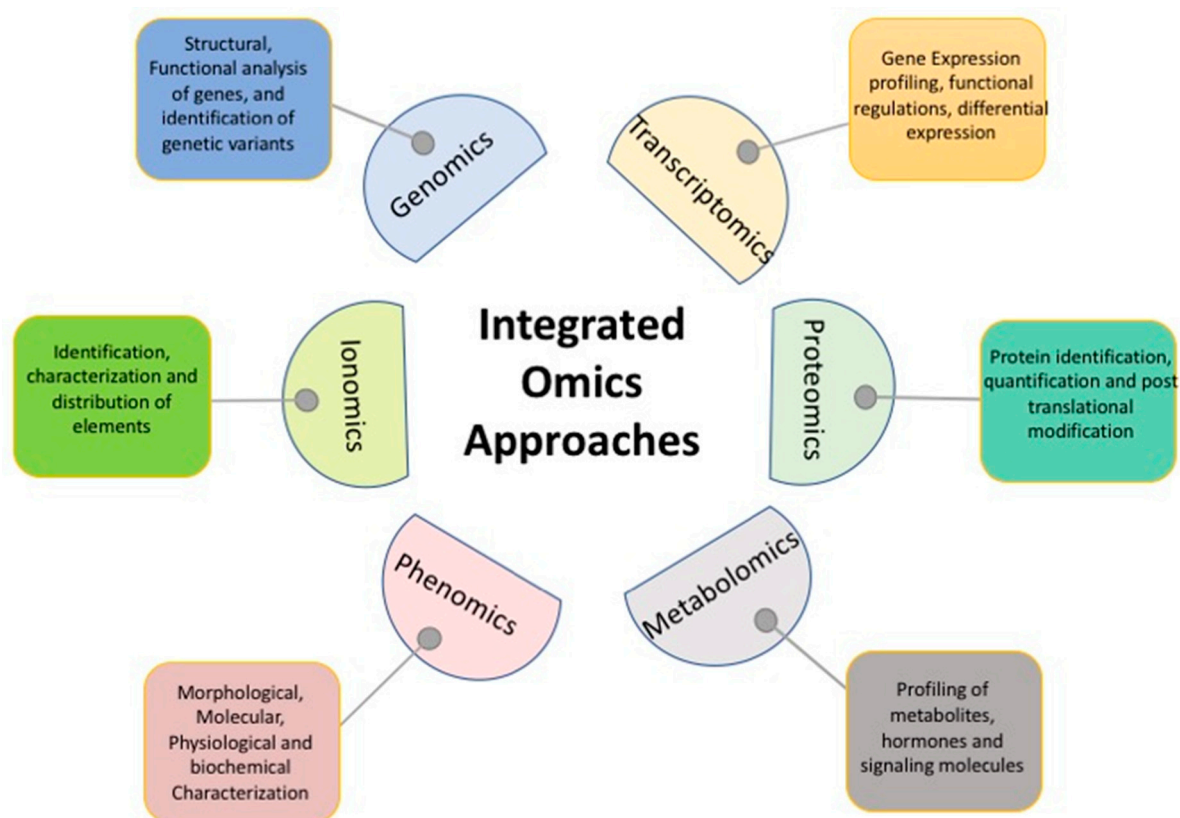 Structural,
Functional analysis
of genes, and
identification of
genetic variants
Genomics
Transcriptomics
Gene Expression
profiling, functional
regulations, differential
expression
Identification,
characterization and
distribution of
elements
Ionomics
Integrated
Omics
Approaches
Proteomics
Protein identification,
quantification and post
translational
modification
Phenomics
Morphological,
Molecular,
Physiological and
biochemical
Characterization
Metabolomics
Profiling of
metabolites,
hormones and
signaling molecules